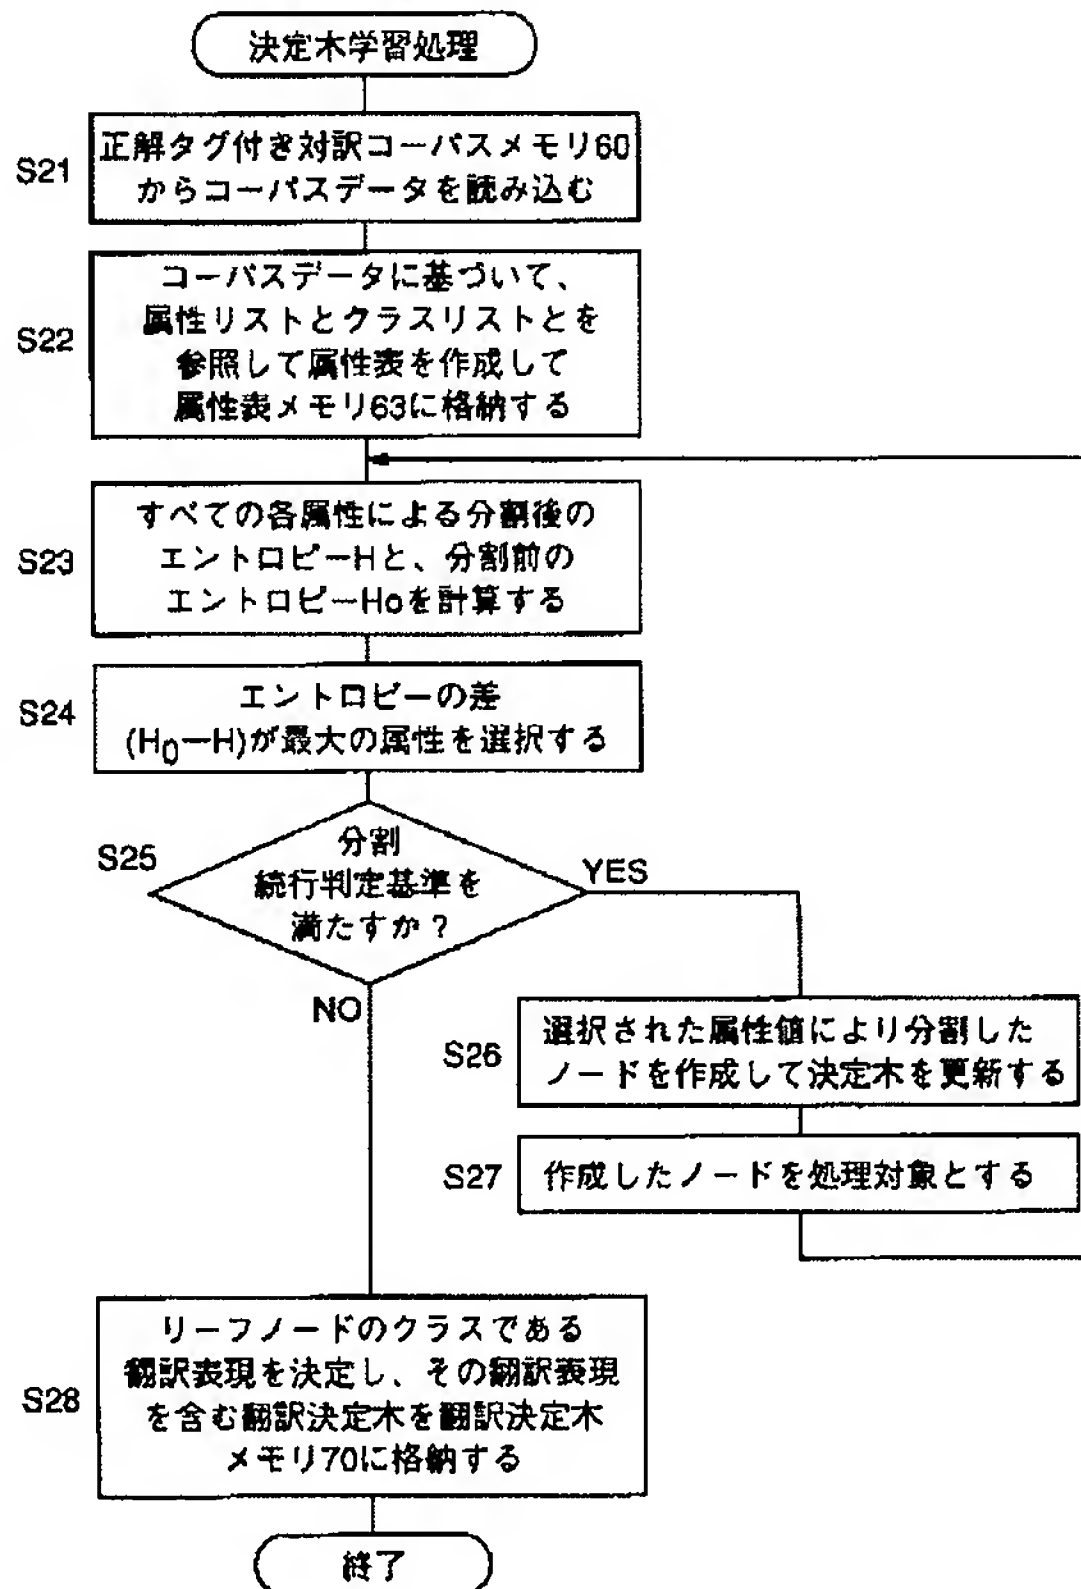 決定木学習処理
S21
正解タグ付き対訳コーパスメモリ60
からコーパスデータを読み込む
S22
コーパスデータに基づいて、
属性リストとクラスリストとを
参照して属性表を作成して
属性表メモリ63に格納する
S23
すべての各属性による分割後の
エントロピーHと、分割前の
エントロピーHoを計算する
S24
エントロピーの差
(H₀−H)が最大の属性を選択する
S25
分割
続行判定基準を
満たすか？
YES
NO
S26
選択された属性値により分割した
ノードを作成して決定木を更新する
S27
作成したノードを処理対象とする
S28
リーフノードのクラスである
翻訳表現を決定し、その翻訳表現
を含む翻訳決定木を翻訳決定木
メモリ70に格納する
終了